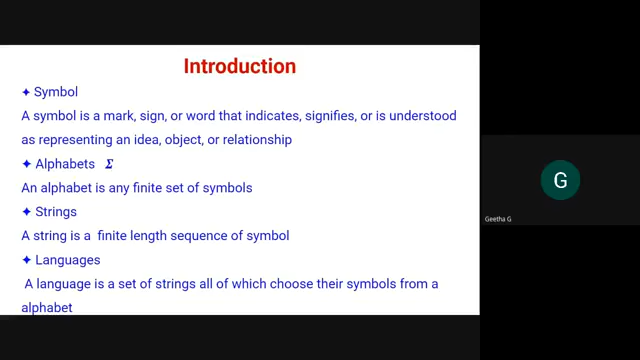 Introduction
✦ Symbol
A symbol is a mark, sign, or word that indicates, signifies, or is understood
as representing an idea, object, or relationship
✦ Alphabets Σ
An alphabet is any finite set of symbols
✦ Strings
A string is a finite length sequence of symbol
✦ Languages
A language is a set of strings all of which choose their symbols from a
alphabet
G
Geetha G